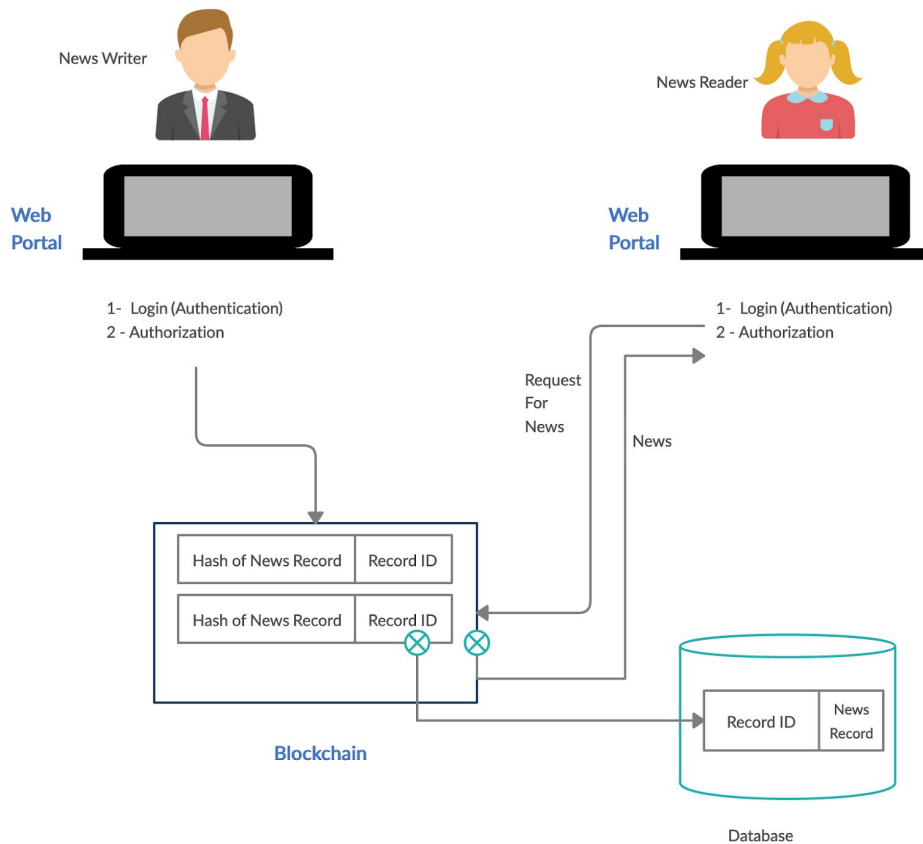 News Writer
News Reader
Web
Portal
Web
Portal
1- Login (Authentication)
2 - Authorization
1- Login (Authentication)
2 - Authorization
Request
For
News
News
Hash of News Record
Record ID
Hash of News Record
Record ID
Record ID
News
Record
Blockchain
Database